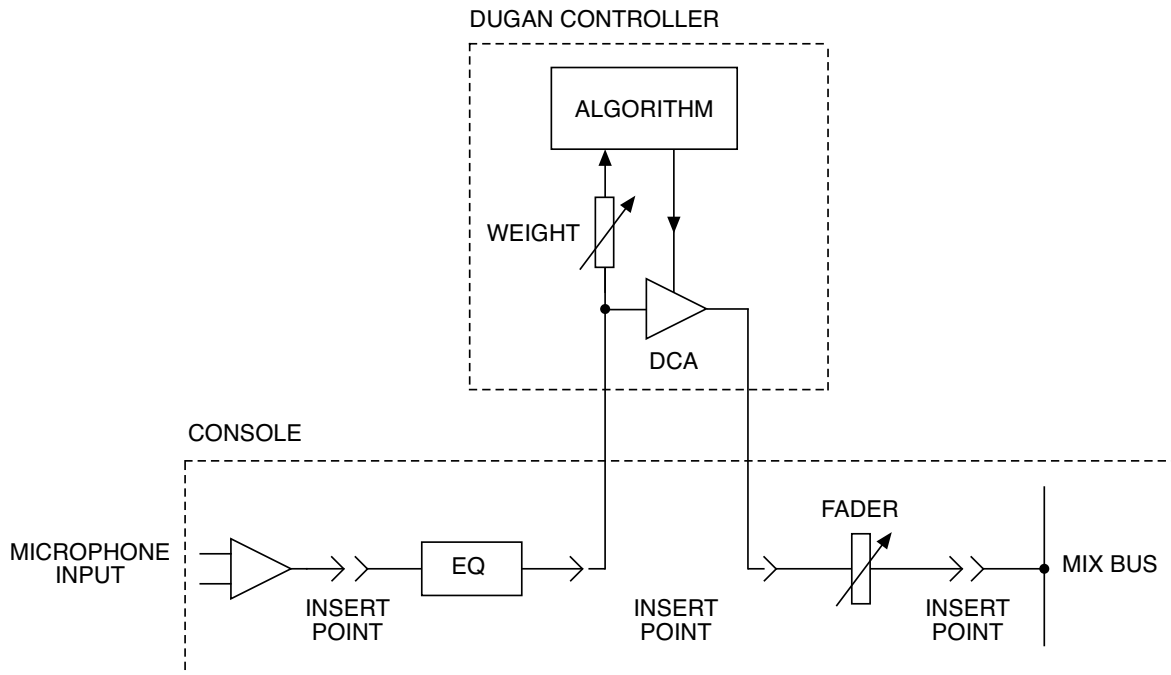 DUGAN CONTROLLER
ALGORITHM
WEIGHT
DCA
CONSOLE
FADER
MICROPHONE
INPUT
EQ
MIX BUS
INSERT
POINT
INSERT
POINT
INSERT
POINT